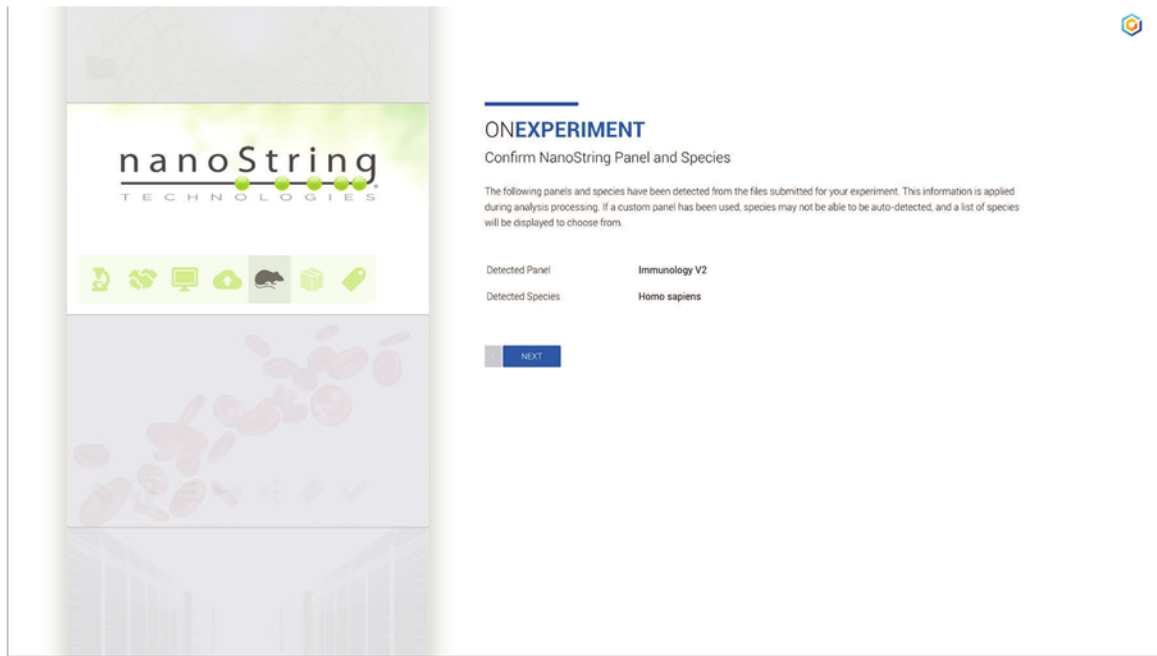 nanoString
TECHNOLOGIES
ONEXPERIMENT
Confirm NanoString Panel and Species
The following panels and species have been detected from the files submitted for your experiment. This information is applied
during analysis processing. If a custom panel has been used, species may not be able to be auto-detected, and a list of species
will be displayed to choose from.
Detected Panel Immunology V2
Detected Species Homo sapiens
NEXT